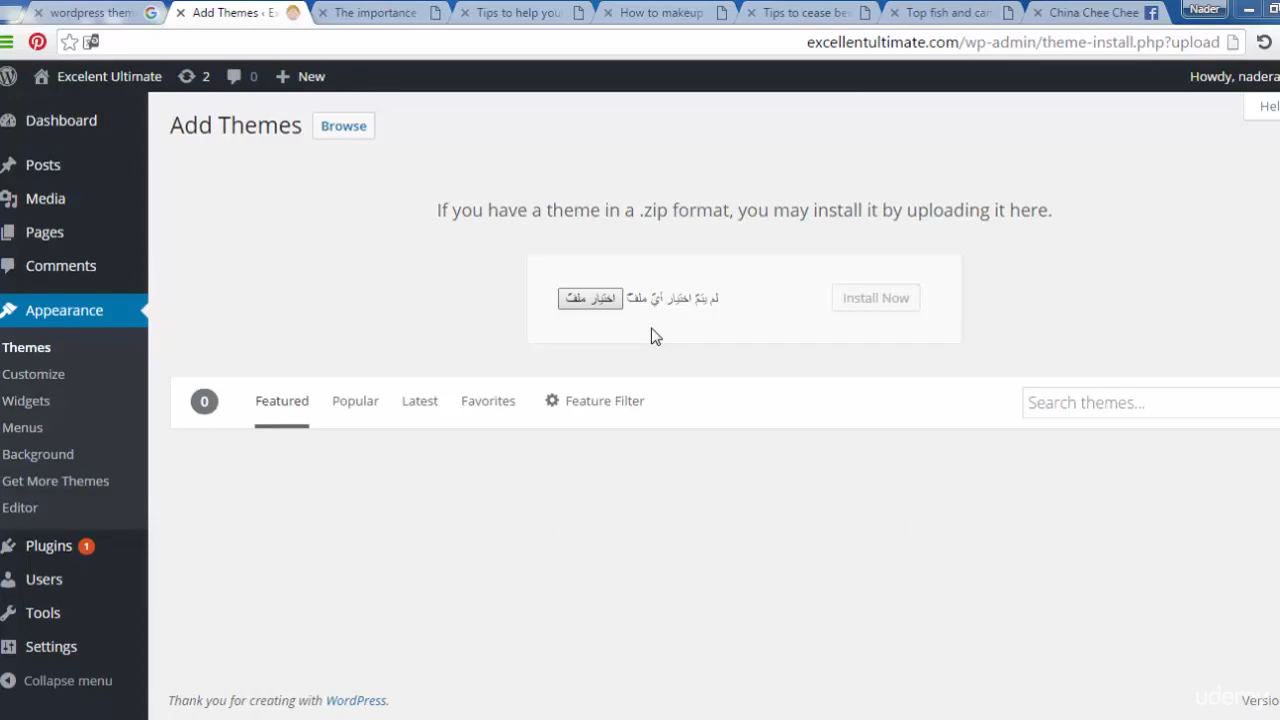 wordpress them
Add Themes ‹ E
The importance
Tips to help you
How to makeup
Tips to cease be
Top fish and can
China Chee Chee
Nader
excellentultimate.com/wp-admin/theme-install.php?upload
Excelent Ultimate
2
0
New
Howdy, nadera
Dashboard
Posts
Media
Pages
Comments
Appearance
Themes
Customize
Widgets
Menus
Background
Get More Themes
Editor
Plugins 1
Users
Tools
Settings
Collapse menu
Add Themes Browse
Hel
If you have a theme in a .zip format, you may install it by uploading it here.
اختيار ملفّ
لم يتمّ اختيار أيّ ملفّ
Install Now
0 Featured Popular Latest Favorites Feature Filter
Search themes...
Thank you for creating with WordPress.
Versio
udemy